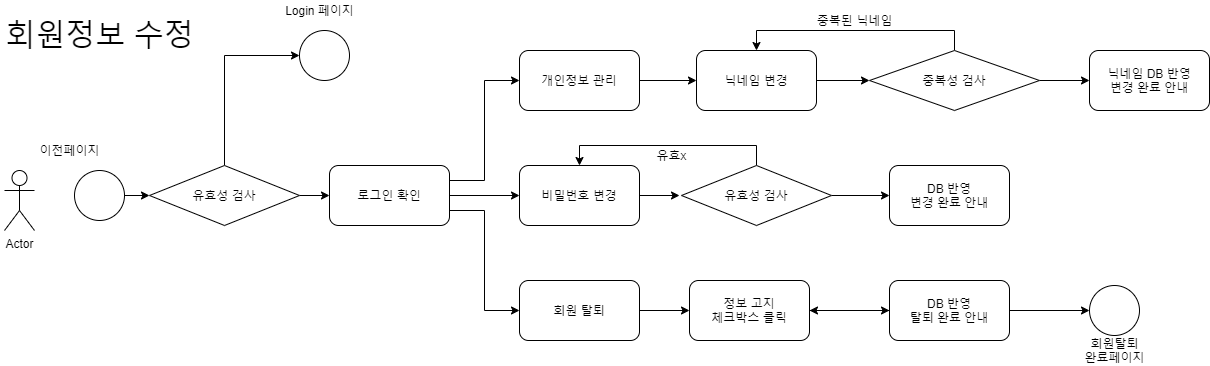 회원정보 수정
Login 페이지
중복된 닉네임
개인정보 관리
닉네임 변경
중복성 검사
닉네임 DB 반영
변경 완료 안내
이전페이지
Actor
유효성 검사
로그인 확인
유효x
비밀번호 변경
유효성 검사
DB 반영
변경 완료 안내
회원 탈퇴
정보 고지
체크박스 클릭
DB 반영
탈퇴 완료 안내
회원탈퇴
완료페이지